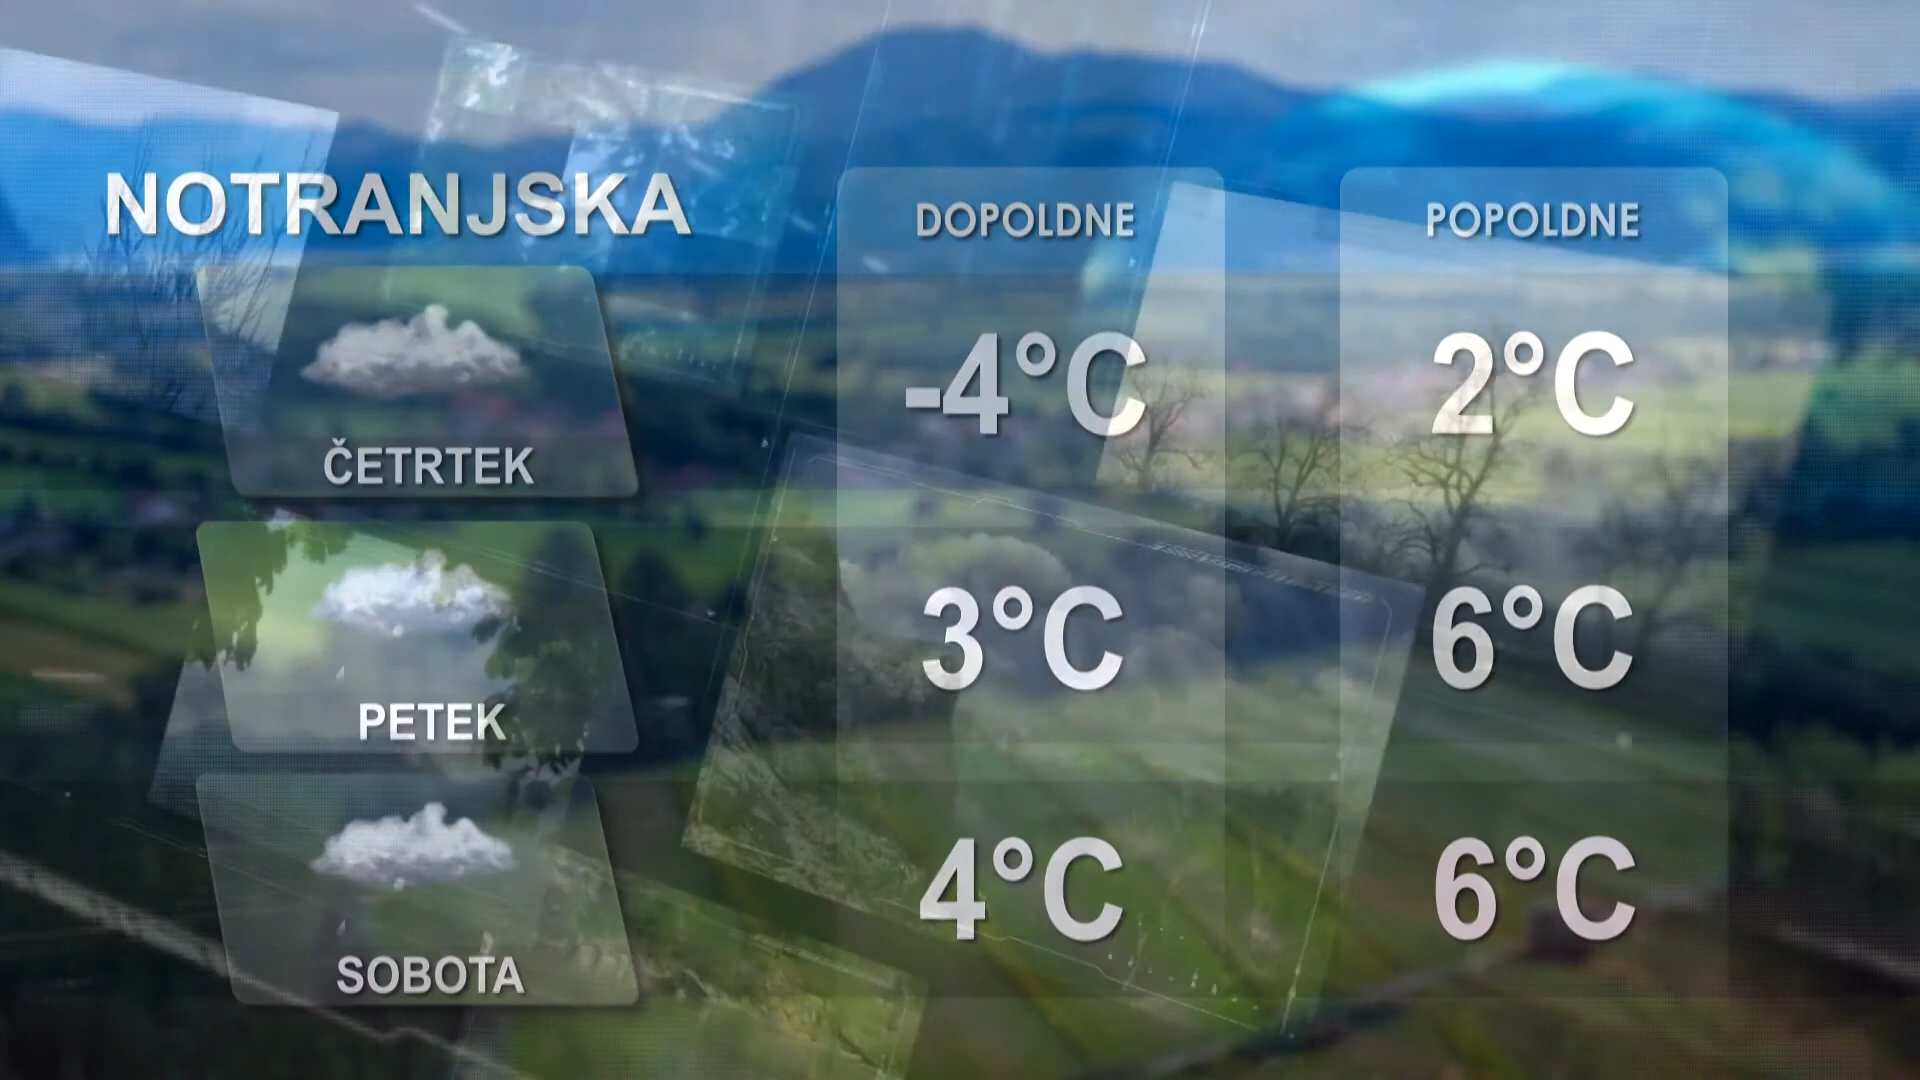 NOTRANJSKA
DOPOLDNE POPOLDNE
ČETRTEK -4°C 2°C
PETEK 3°C 6°C
SOBOTA 4°C 6°C